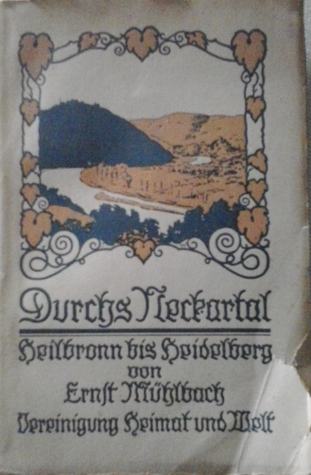 Durchs Neckartal
Heilbronn bis Heidelberg
von
Ernst Mühlbach
Vereinigung Heimat und Welt